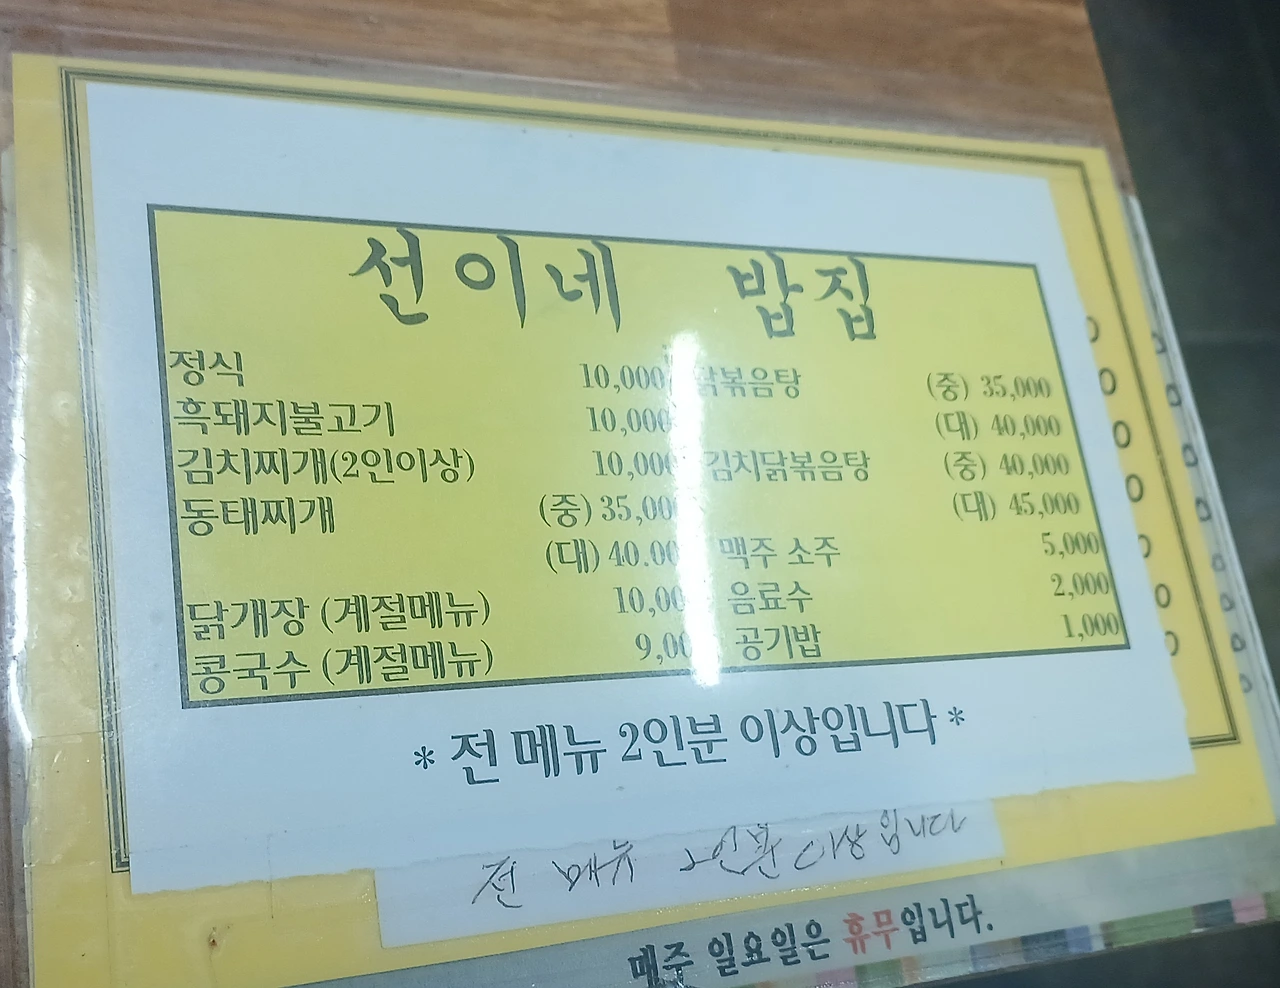 선이네 밥집
정식 10,000
흑돼지불고기 10,000
김치찌개(2인이상) 10,000
동태찌개 (중) 35,000
(대) 40.00
닭개장 (계절메뉴) 10,00
콩국수 (계절메뉴) 9,00
닭볶음탕 (중) 35,000
(대) 40,000
김치닭볶음탕 (중) 40,000
(대) 45,000
맥주 소주 5,000
음료수 2,000
공기밥 1,000
* 전 메뉴 2인분 이상입니다 *
전 메뉴 2인분 이상입니다
매주 일요일은 휴무입니다.